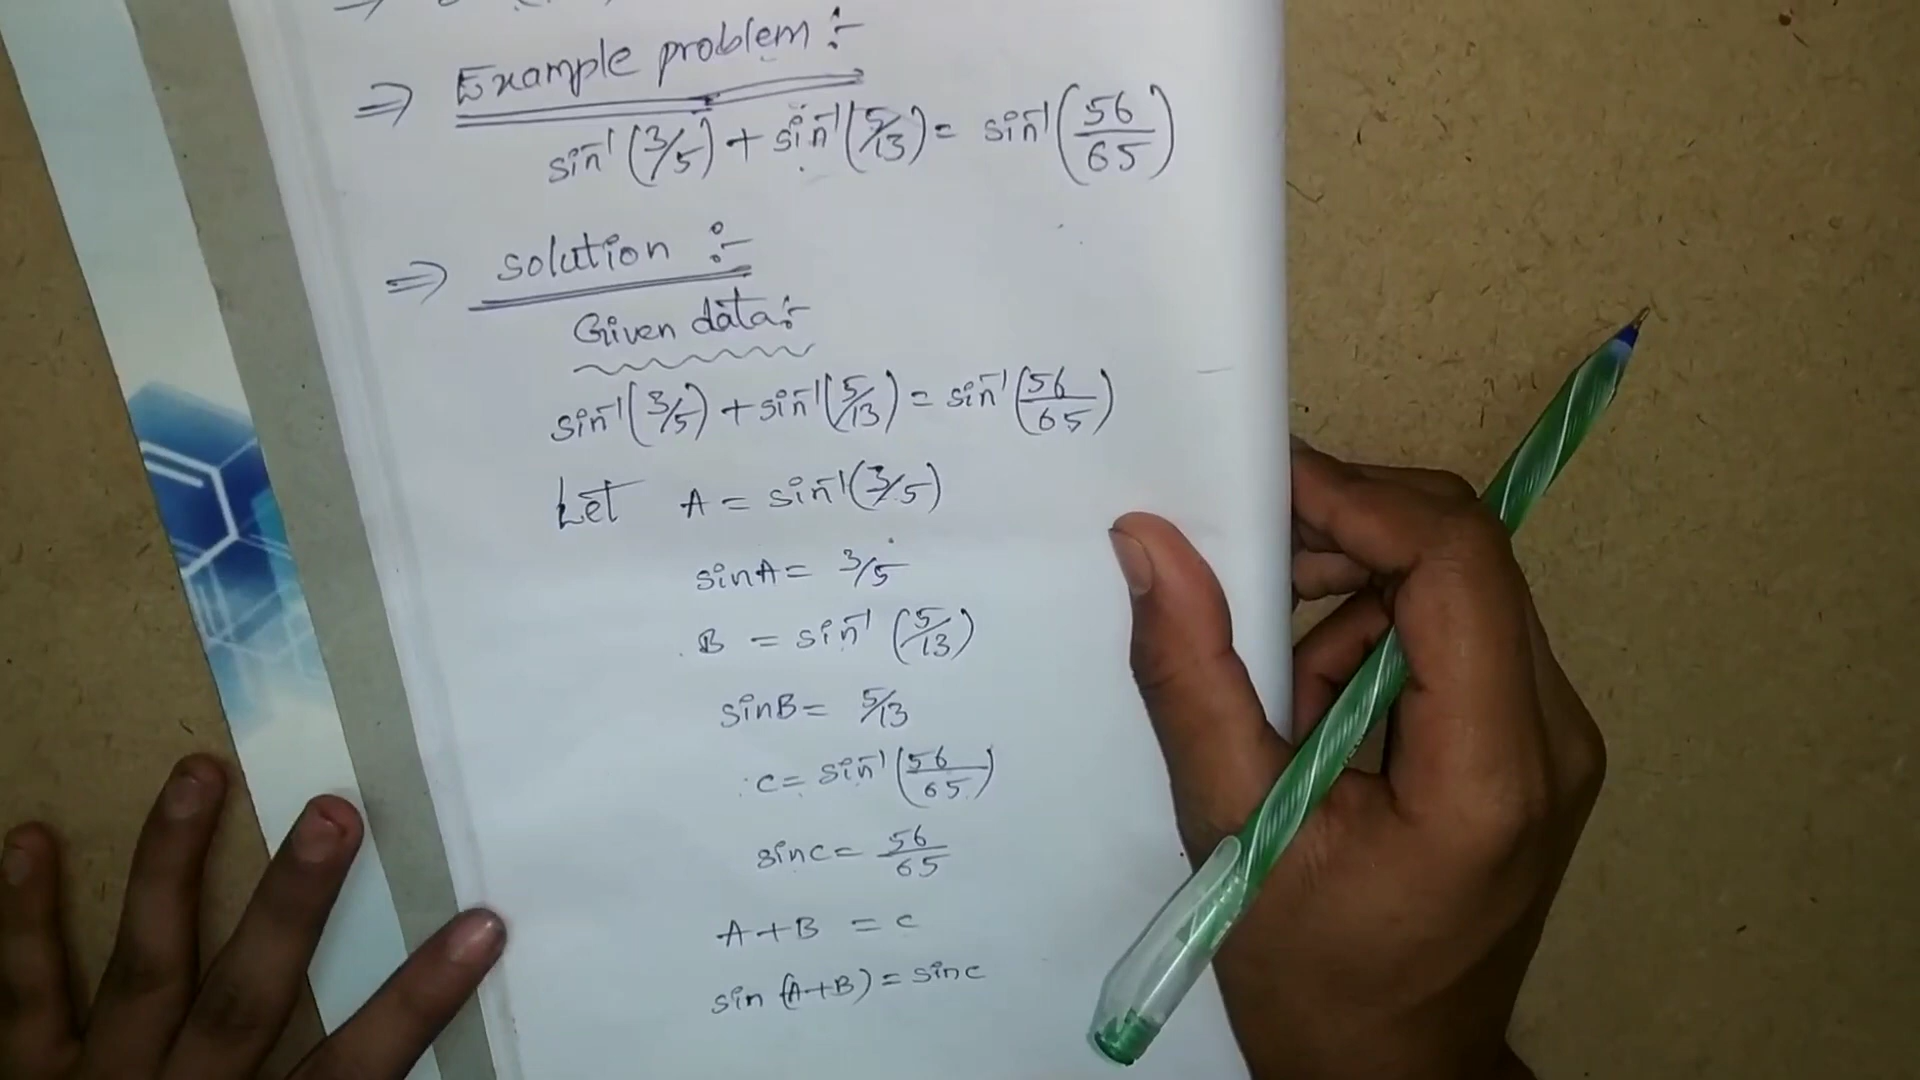 ⇒ Example problem :-
sin⁻¹(3/5) + sin⁻¹(5/13) = sin⁻¹(56/65)
⇒ solution :-
Given data:-
sin⁻¹(3/5) + sin⁻¹(5/13) = sin⁻¹(56/65)
Let A = sin⁻¹(3/5)
sinA = 3/5
B = sin⁻¹(5/13)
sinB = 5/13
c = sin⁻¹(56/65)
sinc = 56/65
A+B = c
sin (A+B) = sinc